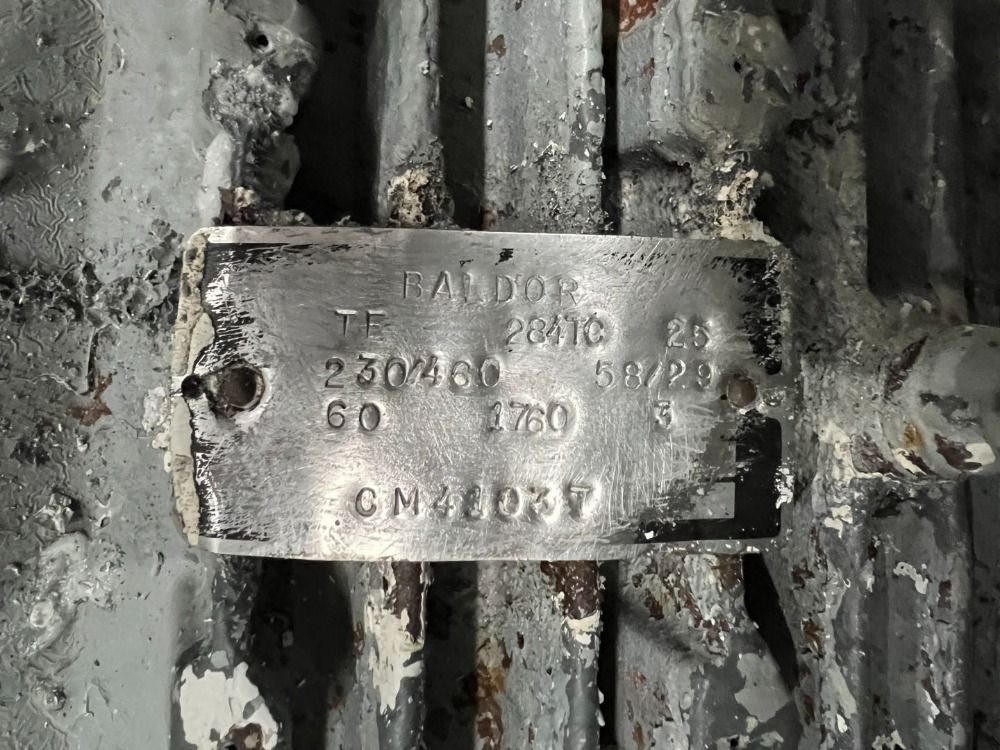 BALDOR
TE 284TC 25
230/460 58/29
60 1760 3
CM41037